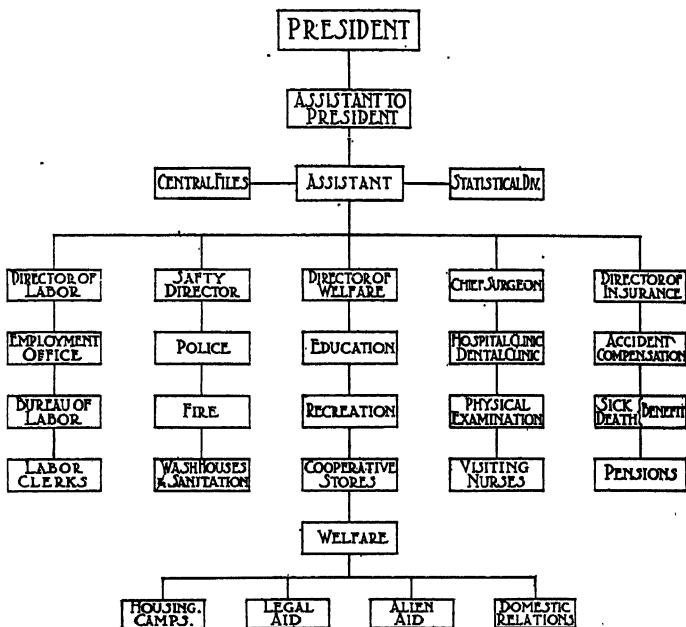 PRESIDENT
ASSISTANT TO
PRESIDENT
CENTRAL FILES
ASSISTANT
STATISTICAL DIV.
DIRECTOR OF
LABOR
SAFTY
DIRECTOR
DIRECTOR OF
WELFARE
CHIEF SURGEON
DIRECTOR OF
INSURANCE
EMPLOYMENT
OFFICE
POLICE
EDUCATION
HOSPITAL CLINIC
DENTAL CLINIC
ACCIDENT
COMPENSATION
BUREAU OF
LABOR
FIRE
RECREATION
PHYSICAL
EXAMINATION
SICK
DEATH
BENEFIT
LABOR
CLERKS
WASH HOUSES
& SANITATION
COOPERATIVE
STORES
VISITING
NURSES
PENSIONS
WELFARE
HOUSING.
CAMPS.
LEGAL
AID
ALIEN
AID
DOMESTIC
RELATIONS